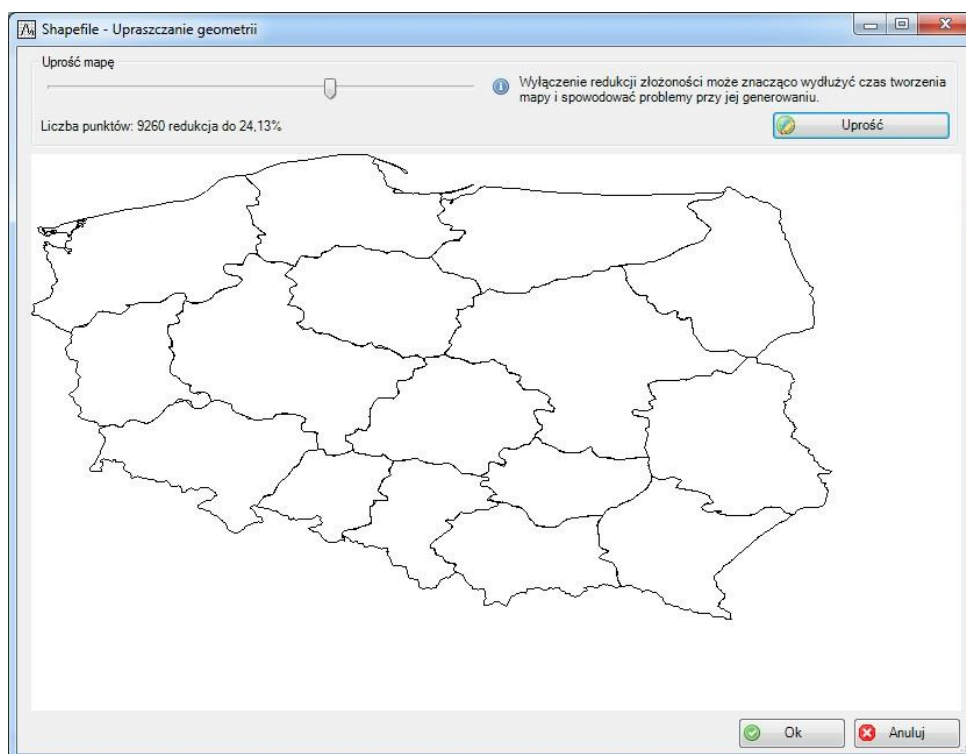 Shapefile - Upraszczanie geometrii
Uprość mapę
Wyłączenie redukcji złożoności może znacząco wydłużyć czas tworzenia
mapy i spowodować problemy przy jej generowaniu.
Liczba punktów: 9260 redukcja do 24,13%
Uprość
Ok
Anuluj